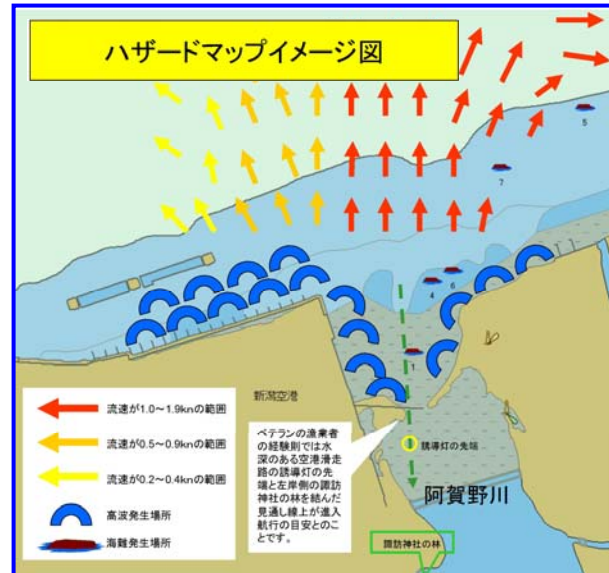 ハザードマップイメージ図
5
7
6
4
1
新潟空港
流速が1.0～1.9knの範囲
流速が0.5～0.9knの範囲
流速が0.2～0.4knの範囲
高波発生場所
海難発生場所
ベテランの漁業者
の経験則では水
深のある空港滑走
路の誘導灯の先
端と左岸側の諏訪
神社の林を結んだ
見通し線上が進入
航行の目安とのこ
とです。
誘導灯の先端
阿賀野川
諏訪神社の林